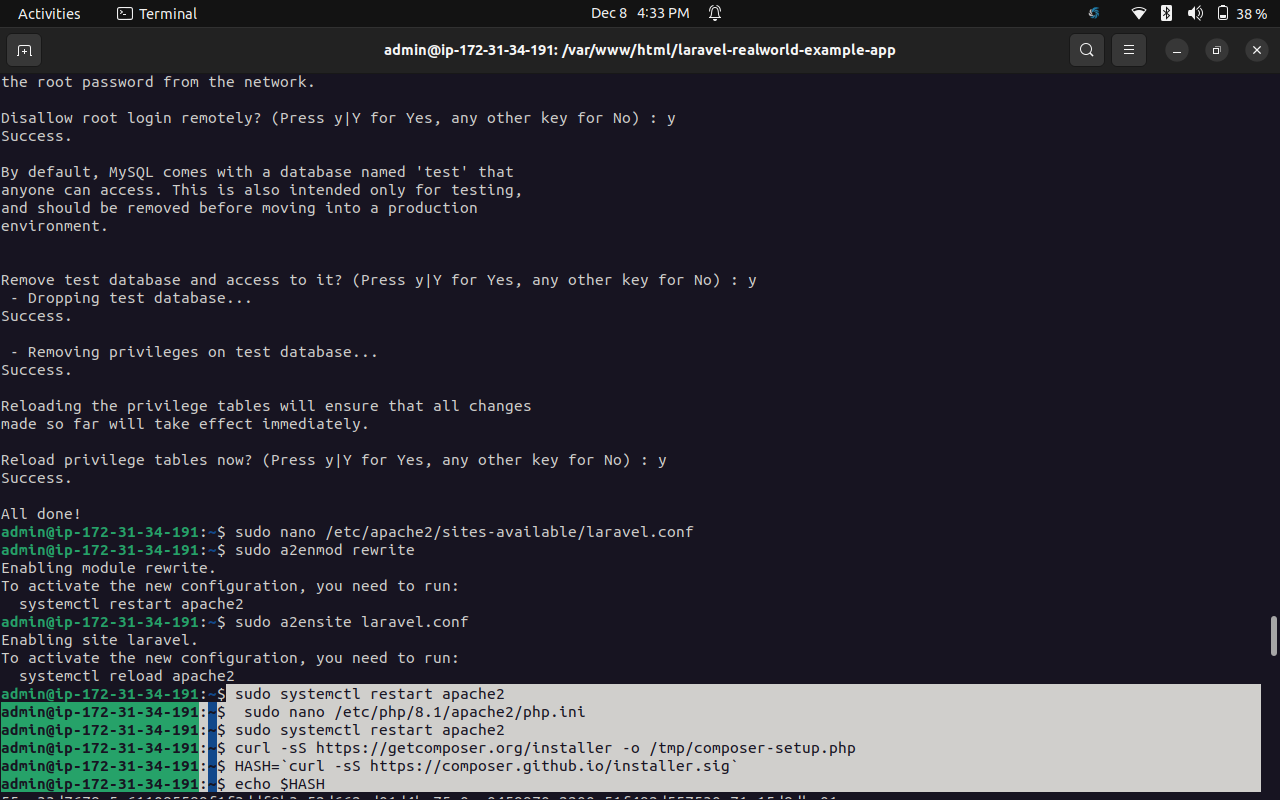 Activities Terminal Dec 8 4:33 PM 38 %
admin@ip-172-31-34-191: /var/www/html/laravel-realworld-example-app
the root password from the network.
Disallow root login remotely? (Press y|Y for Yes, any other key for No) : y
Success.
By default, MySQL comes with a database named 'test' that
anyone can access. This is also intended only for testing,
and should be removed before moving into a production
environment.
Remove test database and access to it? (Press y|Y for Yes, any other key for No) : y
 - Dropping test database...
Success.
 - Removing privileges on test database...
Success.
Reloading the privilege tables will ensure that all changes
made so far will take effect immediately.
Reload privilege tables now? (Press y|Y for Yes, any other key for No) : y
Success.
All done!
admin@ip-172-31-34-191:~$ sudo nano /etc/apache2/sites-available/laravel.conf
admin@ip-172-31-34-191:~$ sudo a2enmod rewrite
Enabling module rewrite.
To activate the new configuration, you need to run:
  systemctl restart apache2
admin@ip-172-31-34-191:~$ sudo a2ensite laravel.conf
Enabling site laravel.
To activate the new configuration, you need to run:
  systemctl reload apache2
admin@ip-172-31-34-191:~$ sudo systemctl restart apache2
admin@ip-172-31-34-191:~$  sudo nano /etc/php/8.1/apache2/php.ini
admin@ip-172-31-34-191:~$ sudo systemctl restart apache2
admin@ip-172-31-34-191:~$ curl -sS https://getcomposer.org/installer -o /tmp/composer-setup.php
admin@ip-172-31-34-191:~$ HASH=`curl -sS https://composer.github.io/installer.sig`
admin@ip-172-31-34-191:~$ echo $HASH